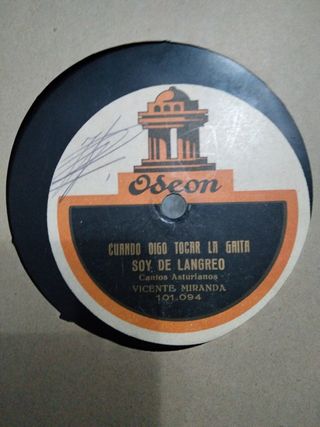 Odeon
CUANDO OIGO TOCAR LA GAITA
SOY DE LANGREO
Cantos Asturianos
VICENTE MIRANDA
101.094